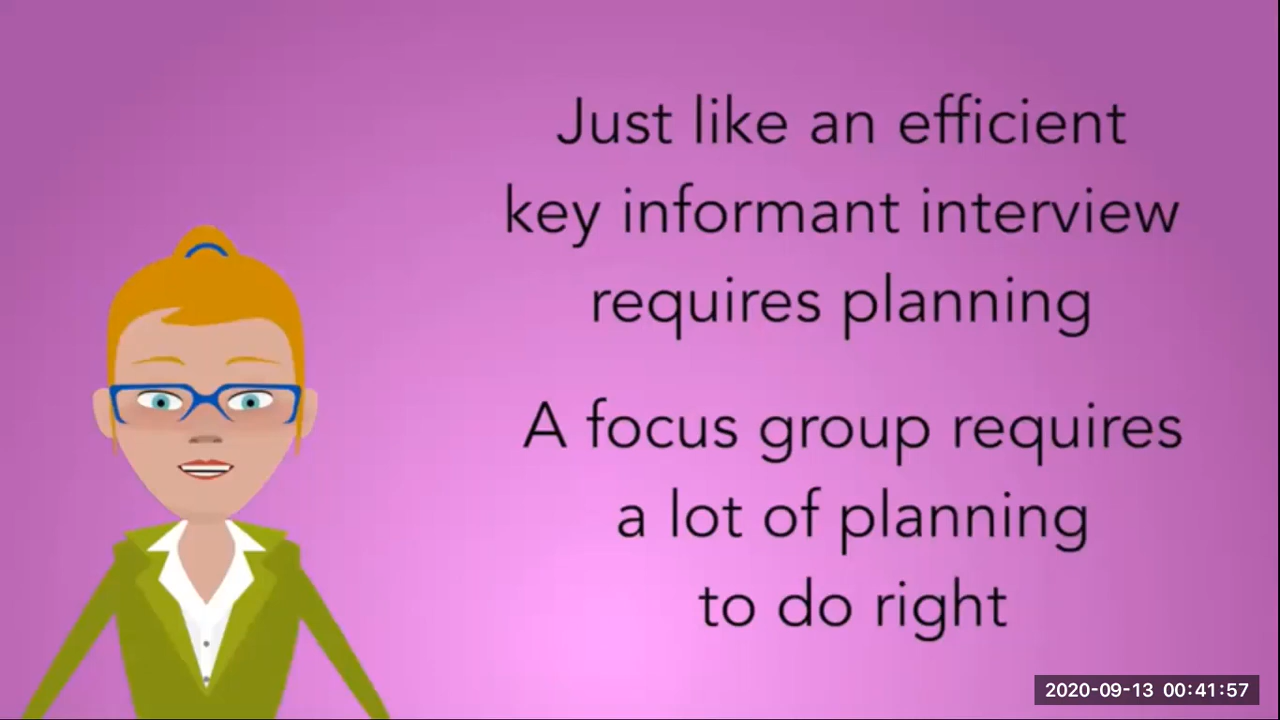 Just like an efficient
key informant interview
requires planning
A focus group requires
a lot of planning
to do right
2020-09-13 00:41:57